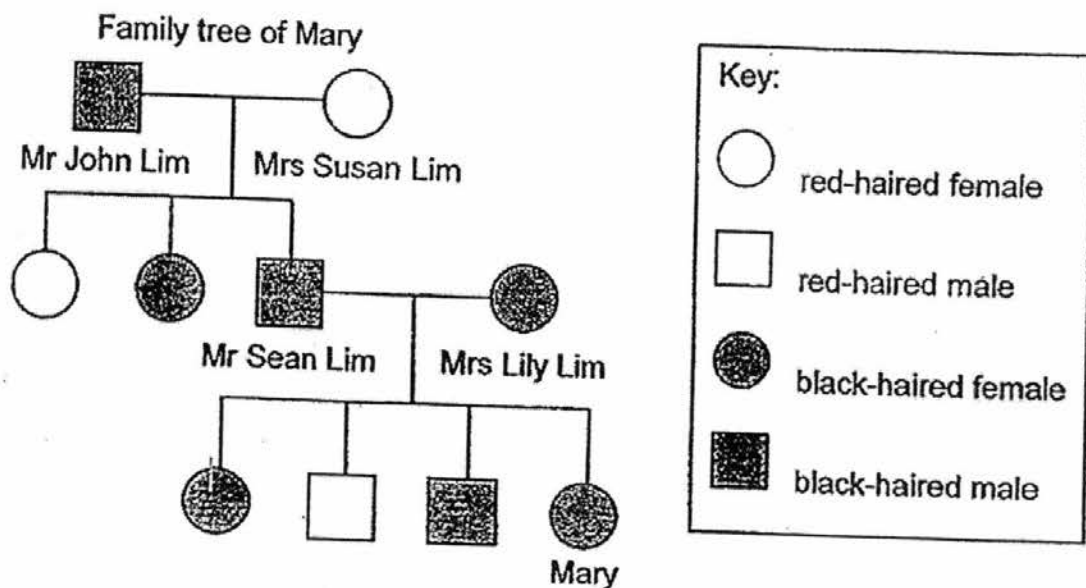 Family tree of Mary
Mr John Lim
Mrs Susan Lim
Mr Sean Lim
Mrs Lily Lim
Mary
Key:
red-haired female
red-haired male
black-haired female
black-haired male